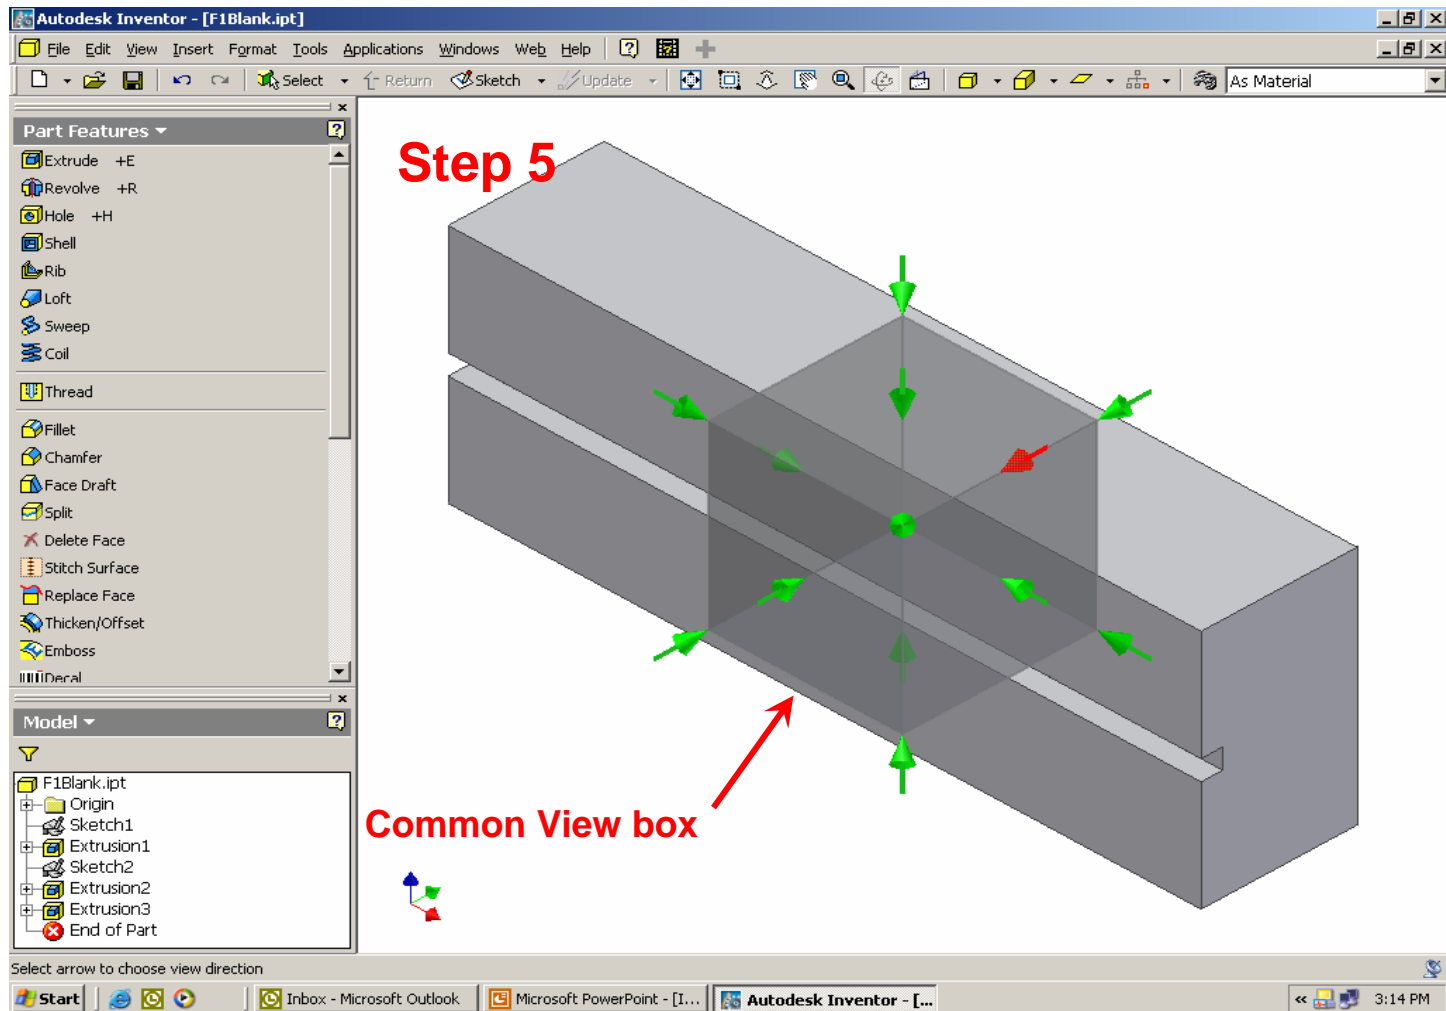 Autodesk Inventor - [F1Blank.ipt]
File Edit View Insert Format Tools Applications Windows Web Help
Select Return Sketch Update As Material
Part Features
Extrude +E
Revolve +R
Hole +H
Shell
Rib
Loft
Sweep
Coil
Thread
Fillet
Chamfer
Face Draft
Split
Delete Face
Stitch Surface
Replace Face
Thicken/Offset
Emboss
Decal
Step 5
Common View box
Model
F1Blank.ipt
Origin
Sketch1
Extrusion1
Sketch2
Extrusion2
Extrusion3
End of Part
Select arrow to choose view direction
Start Inbox - Microsoft Outlook Microsoft PowerPoint - [I... Autodesk Inventor - [... « 3:14 PM